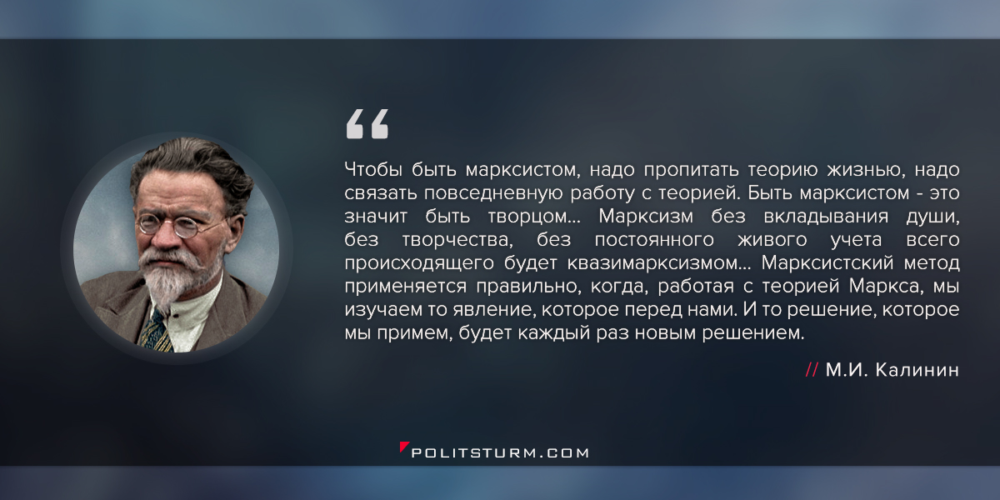 “
Чтобы быть марксистом, надо пропитать теорию жизнью, надо
связать повседневную работу с теорией. Быть марксистом - это
значит быть творцом... Марксизм без вкладывания души,
без творчества, без постоянного живого учета всего
происходящего будет квазимарксизмом... Марксистский метод
применяется правильно, когда, работая с теорией Маркса, мы
изучаем то явление, которое перед нами. И то решение, которое
мы примем, будет каждый раз новым решением.
// М.И. Калинин
POLITSTURM.COM